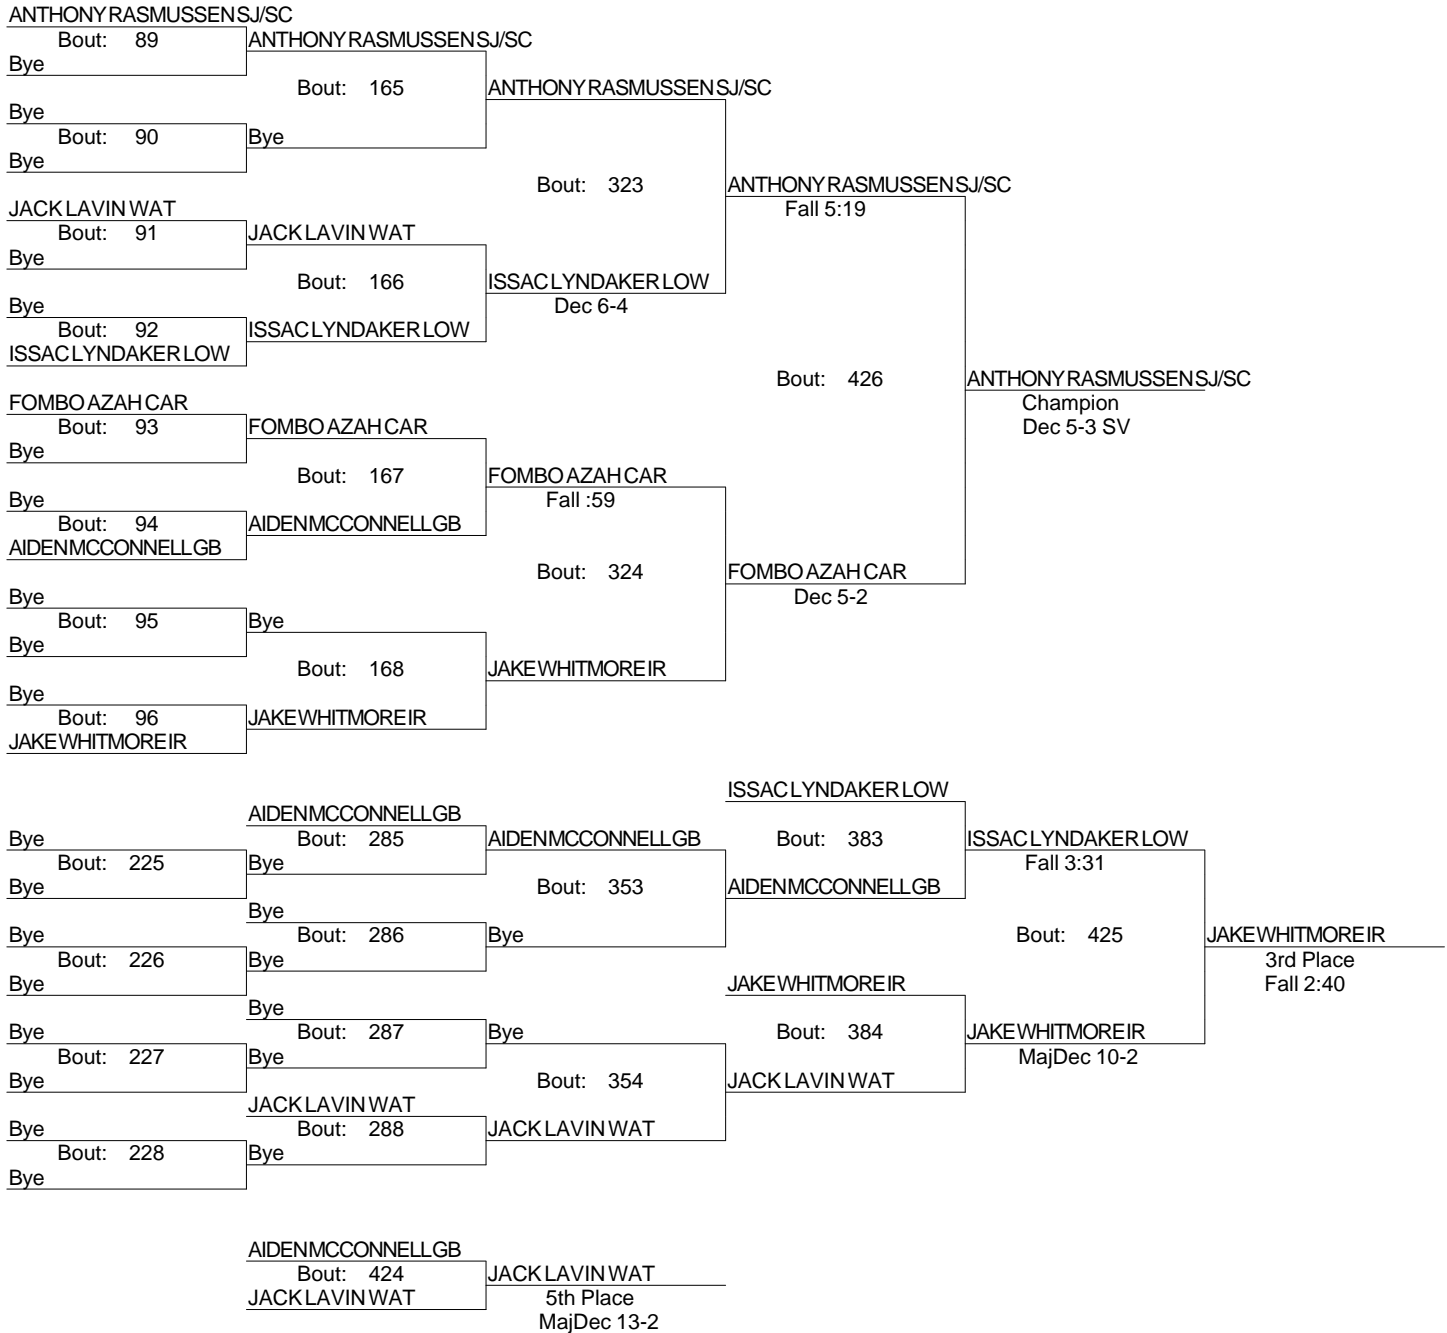 ANTHONY RASMUSSEN SJ/SC
Bout: 89
ANTHONY RASMUSSEN SJ/SC
Bye
Bout: 165
ANTHONY RASMUSSEN SJ/SC
Bye
Bout: 90
Bye
Bye
Bout: 323
ANTHONY RASMUSSEN SJ/SC
Fall 5:19
JACK LAVIN WAT
Bout: 91
JACK LAVIN WAT
Bye
Bout: 166
ISSAC LYNDAKER LOW
Dec 6-4
Bye
Bout: 92
ISSAC LYNDAKER LOW
ISSAC LYNDAKER LOW
Bout: 426
ANTHONY RASMUSSEN SJ/SC
Champion
Dec 5-3 SV
FOMBO AZAH CAR
Bout: 93
FOMBO AZAH CAR
Bye
Bout: 167
FOMBO AZAH CAR
Fall :59
Bye
Bout: 94
AIDEN MCCONNELL GB
AIDEN MCCONNELL GB
Bout: 324
FOMBO AZAH CAR
Dec 5-2
Bye
Bout: 95
Bye
Bye
Bout: 168
JAKE WHITMORE IR
Bye
Bout: 96
JAKE WHITMORE IR
JAKE WHITMORE IR
ISSAC LYNDAKER LOW
AIDEN MCCONNELL GB
Bye
Bout: 285
AIDEN MCCONNELL GB
Bout: 383
ISSAC LYNDAKER LOW
Bout: 225
Bye
Fall 3:31
Bye
Bout: 353
AIDEN MCCONNELL GB
Bye
Bye
Bout: 286
Bye
Bout: 425
JAKE WHITMORE IR
Bout: 226
Bye
3rd Place
Bye
JAKE WHITMORE IR
Fall 2:40
Bye
Bye
Bout: 287
Bye
Bout: 384
JAKE WHITMORE IR
Bout: 227
Bye
MajDec 10-2
Bye
Bout: 354
JACK LAVIN WAT
JACK LAVIN WAT
Bye
Bout: 288
JACK LAVIN WAT
Bout: 228
Bye
Bye
AIDEN MCCONNELL GB
Bout: 424
JACK LAVIN WAT
JACK LAVIN WAT
5th Place
MajDec 13-2